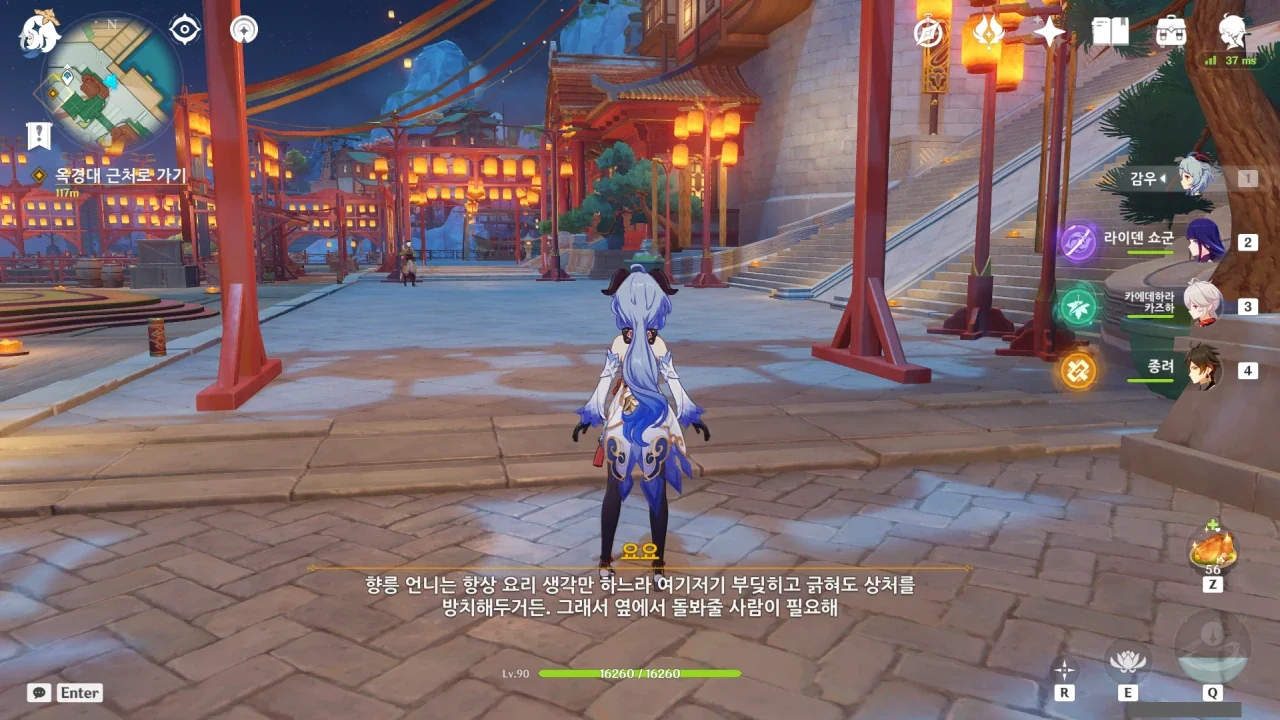 N
37 ms
옥경대 근처로 가기
117m
감우
1
라이덴 쇼군
2
카에데하라
카즈하
3
종려
4
요요
향릉 언니는 항상 요리 생각만 하느라 여기저기 부딪히고 긁혀도 상처를
방치해두거든. 그래서 옆에서 돌봐줄 사람이 필요해
56
Z
Lv.90
16260 / 16260
Enter
R
E
Q